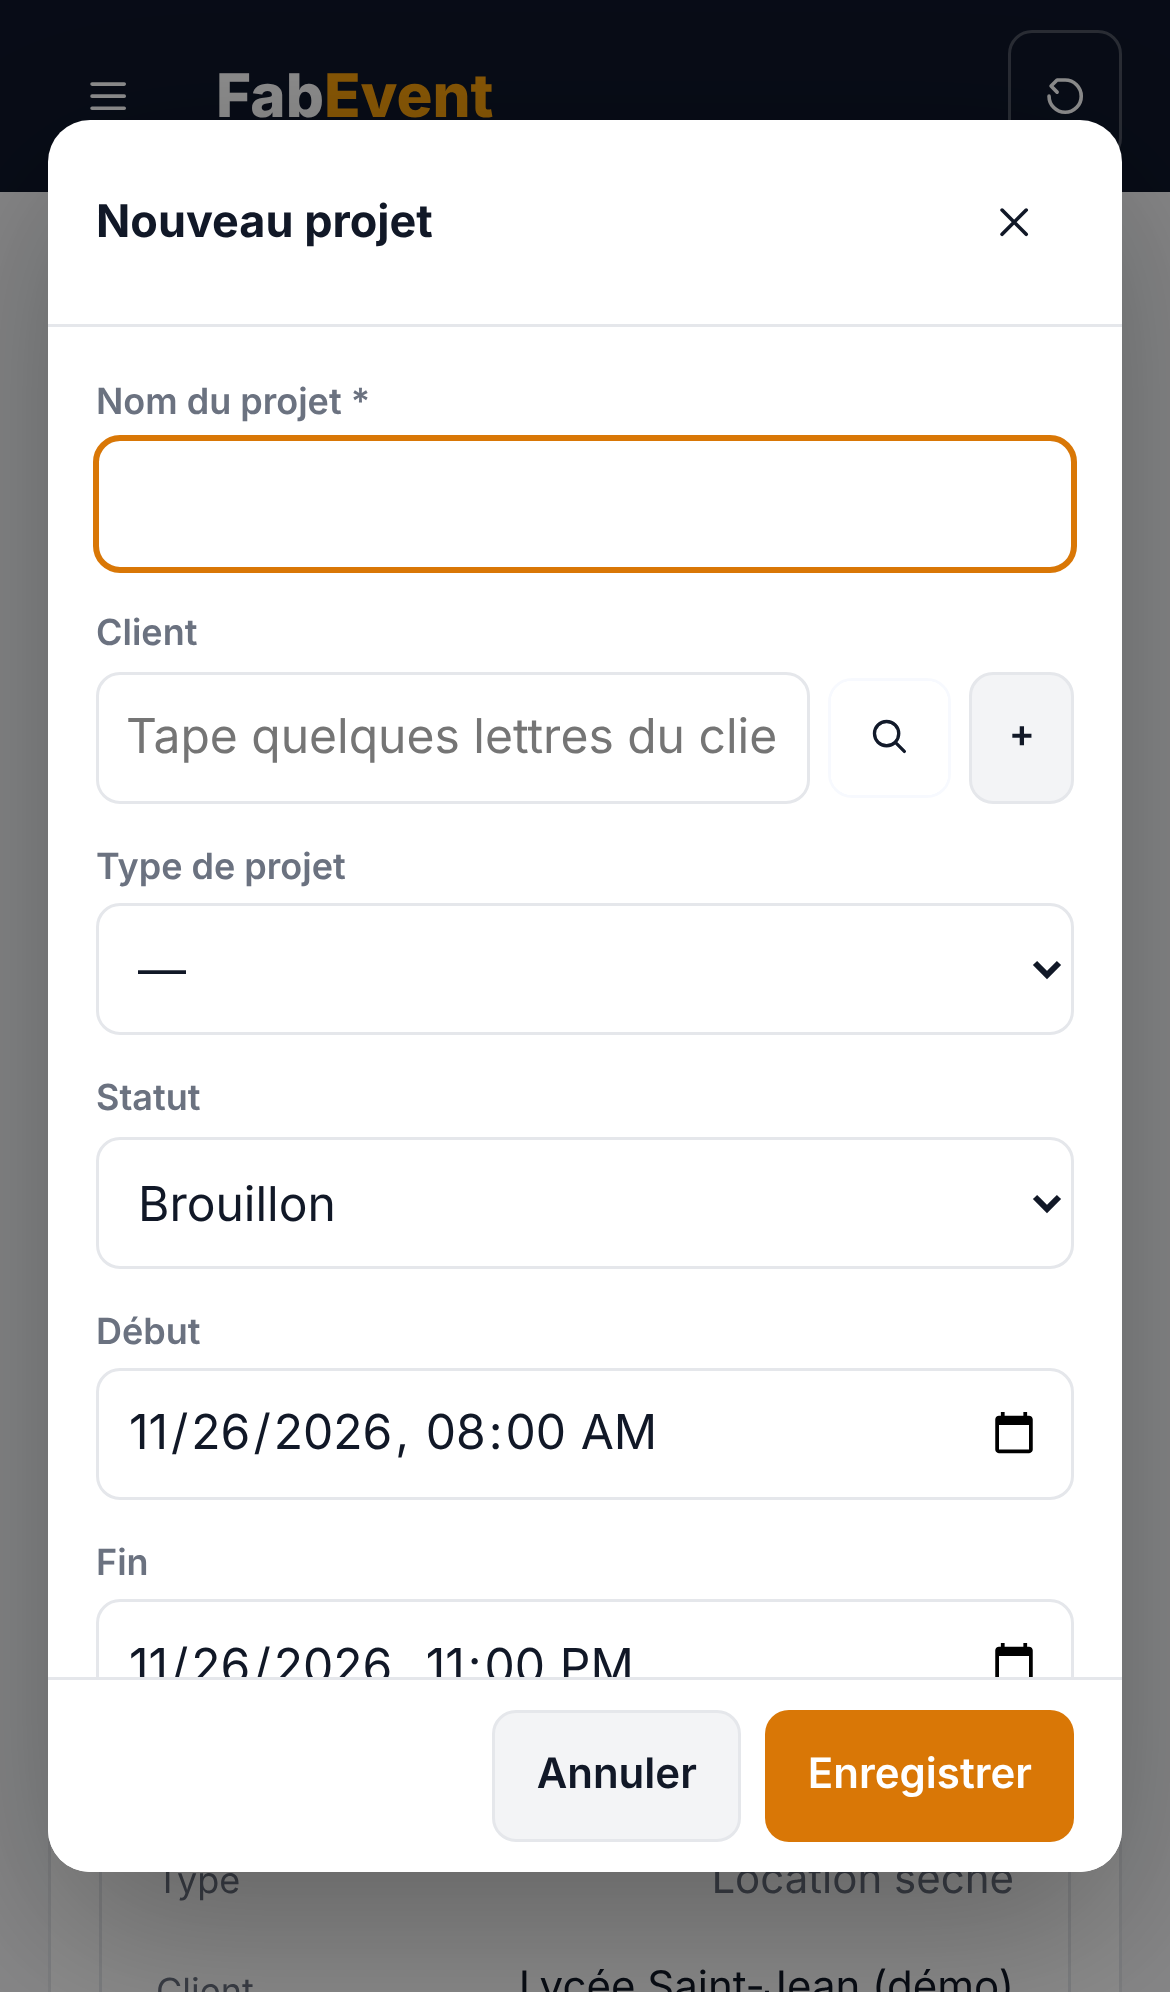 FabEvent
Nouveau projet
Nom du projet *
Client
Tape quelques lettres du clie
+
Type de projet
—
Statut
Brouillon
Début
11/26/2026, 08:00 AM
Fin
11/26/2026, 11:00 PM
Annuler
Enregistrer
Type
Location sèche
Client
Lycée Saint-Jean (démo)